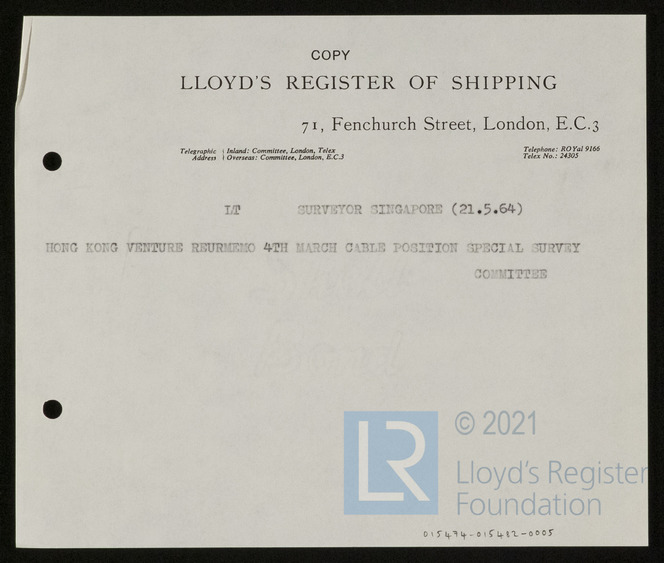 COPY
LLOYD'S REGISTER OF SHIPPING
71, Fenchurch Street, London, E.C.3
Telegraphic Address Inland: Committee, London, Telex
Overseas: Committee, London, E.C.3
Telephone: ROYal 9166
Telex No.: 24305
LT SURVEYOR SINGAPORE (21.5.64)
HONG KONG VENTURE REURMEMO 4TH MARCH CABLE POSITION SPECIAL SURVEY
COMMITTEE
LR
© 2021
Lloyd's Register
Foundation
015474-015482-0005